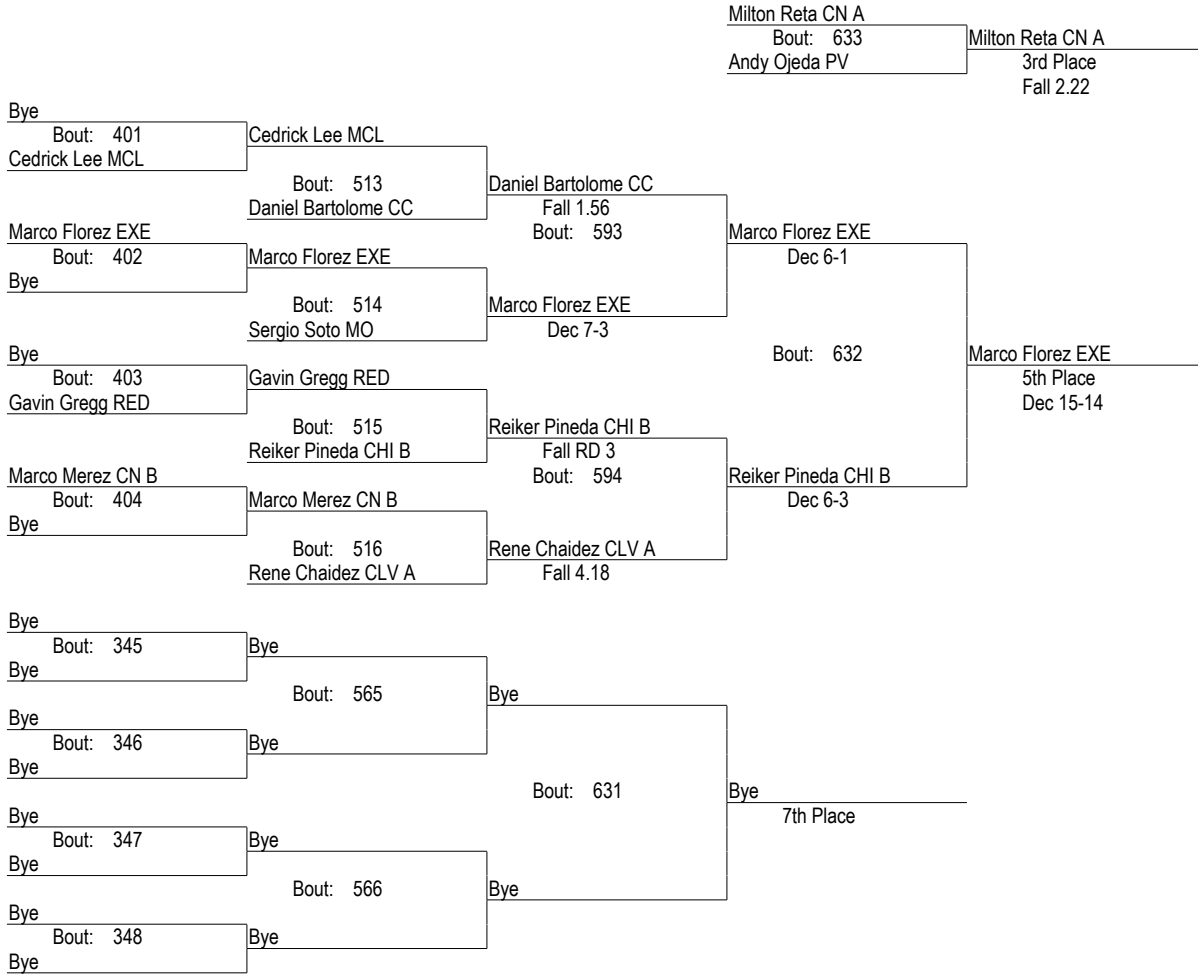 Milton Reta CN A
Bout: 633
Milton Reta CN A
Andy Ojeda PV
3rd Place
Fall 2.22
Bye
Bout: 401
Cedrick Lee MCL
Cedrick Lee MCL
Bout: 513
Daniel Bartolome CC
Daniel Bartolome CC
Fall 1.56
Marco Florez EXE
Bout: 593
Marco Florez EXE
Bout: 402
Marco Florez EXE
Dec 6-1
Bye
Bout: 514
Marco Florez EXE
Sergio Soto MO
Dec 7-3
Bye
Bout: 632
Marco Florez EXE
Bout: 403
Gavin Gregg RED
5th Place
Gavin Gregg RED
Dec 15-14
Bout: 515
Reiker Pineda CHI B
Reiker Pineda CHI B
Fall RD 3
Marco Merez CN B
Bout: 594
Reiker Pineda CHI B
Bout: 404
Marco Merez CN B
Dec 6-3
Bye
Bout: 516
Rene Chaidez CLV A
Rene Chaidez CLV A
Fall 4.18
Bye
Bout: 345
Bye
Bye
Bout: 565
Bye
Bye
Bout: 346
Bye
Bye
Bout: 631
Bye
Bye
7th Place
Bout: 347
Bye
Bye
Bout: 566
Bye
Bye
Bout: 348
Bye
Bye